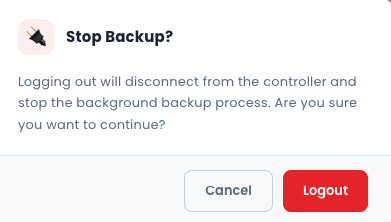 Stop Backup?
Logging out will disconnect from the controller and
stop the background backup process. Are you sure
you want to continue?
Cancel
Logout